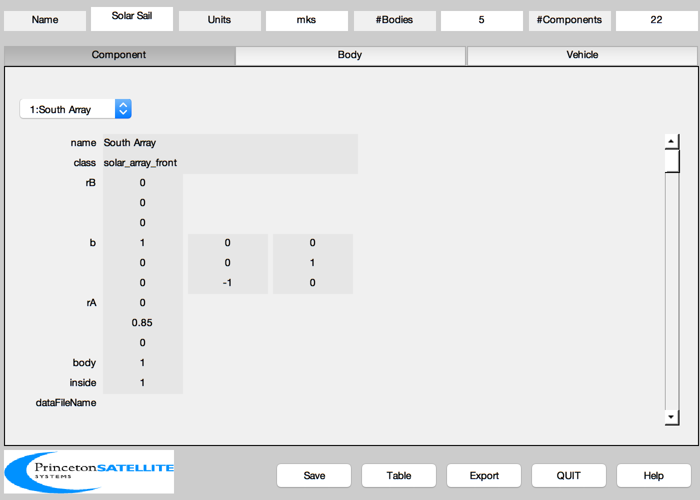 Name Solar Sail Units mks #Bodies 5 #Components 22
Component Body Vehicle
1:South Array
name South Array
class solar_array_front
rB 0
0
0
b 1 0 0
0 0 1
0 -1 0
rA 0
0.85
0
body 1
inside 1
dataFileName
PrincetonSATELLITE
SYSTEMS
Save Table Export QUIT Help